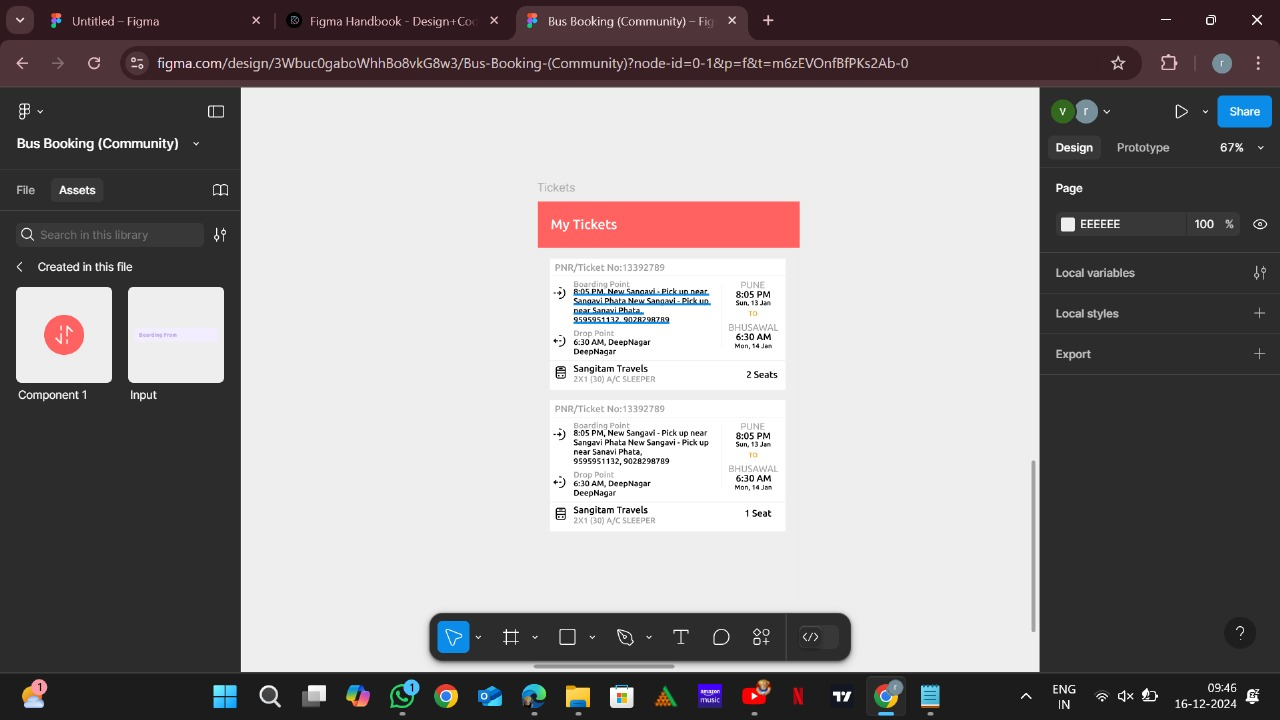 Untitled – Figma
Figma Handbook - Design+Co
Bus Booking (Community) – Fig
figma.com/design/3Wbuc0gaboWhhBo8vkG8w3/Bus-Booking-(Community)?node-id=0-1&p=f&t=m6zEVOnfBfPKs2Ab-0
r
Bus Booking (Community)
File
Assets
Search in this library
Created in this file
Boarding From
Component 1
Input
Tickets
My Tickets
PNR/Ticket No:13392789
Boarding Point
8:05 PM, New Sangavi - Pick up near
Sangavi Phata New Sangavi - Pick up
near Sanavi Phata,
9595951132, 9028298789
Drop Point
6:30 AM, DeepNagar
DeepNagar
PUNE
8:05 PM
Sun, 13 Jan
TO
BHUSAWAL
6:30 AM
Mon, 14 Jan
Sangitam Travels
2X1 (30) A/C SLEEPER
2 Seats
PNR/Ticket No:13392789
Boarding Point
8:05 PM, New Sangavi - Pick up near
Sangavi Phata New Sangavi - Pick up
near Sanavi Phata,
9595951132, 9028298789
Drop Point
6:30 AM, DeepNagar
DeepNagar
PUNE
8:05 PM
Sun, 13 Jan
TO
BHUSAWAL
6:30 AM
Mon, 14 Jan
Sangitam Travels
2X1 (30) A/C SLEEPER
1 Seat
v
r
Share
Design
Prototype
67%
Page
EEEEEE
100
%
Local variables
Local styles
Export
?
1
1
amazon
music
N
ENG
IN
09:46
16-12-2024